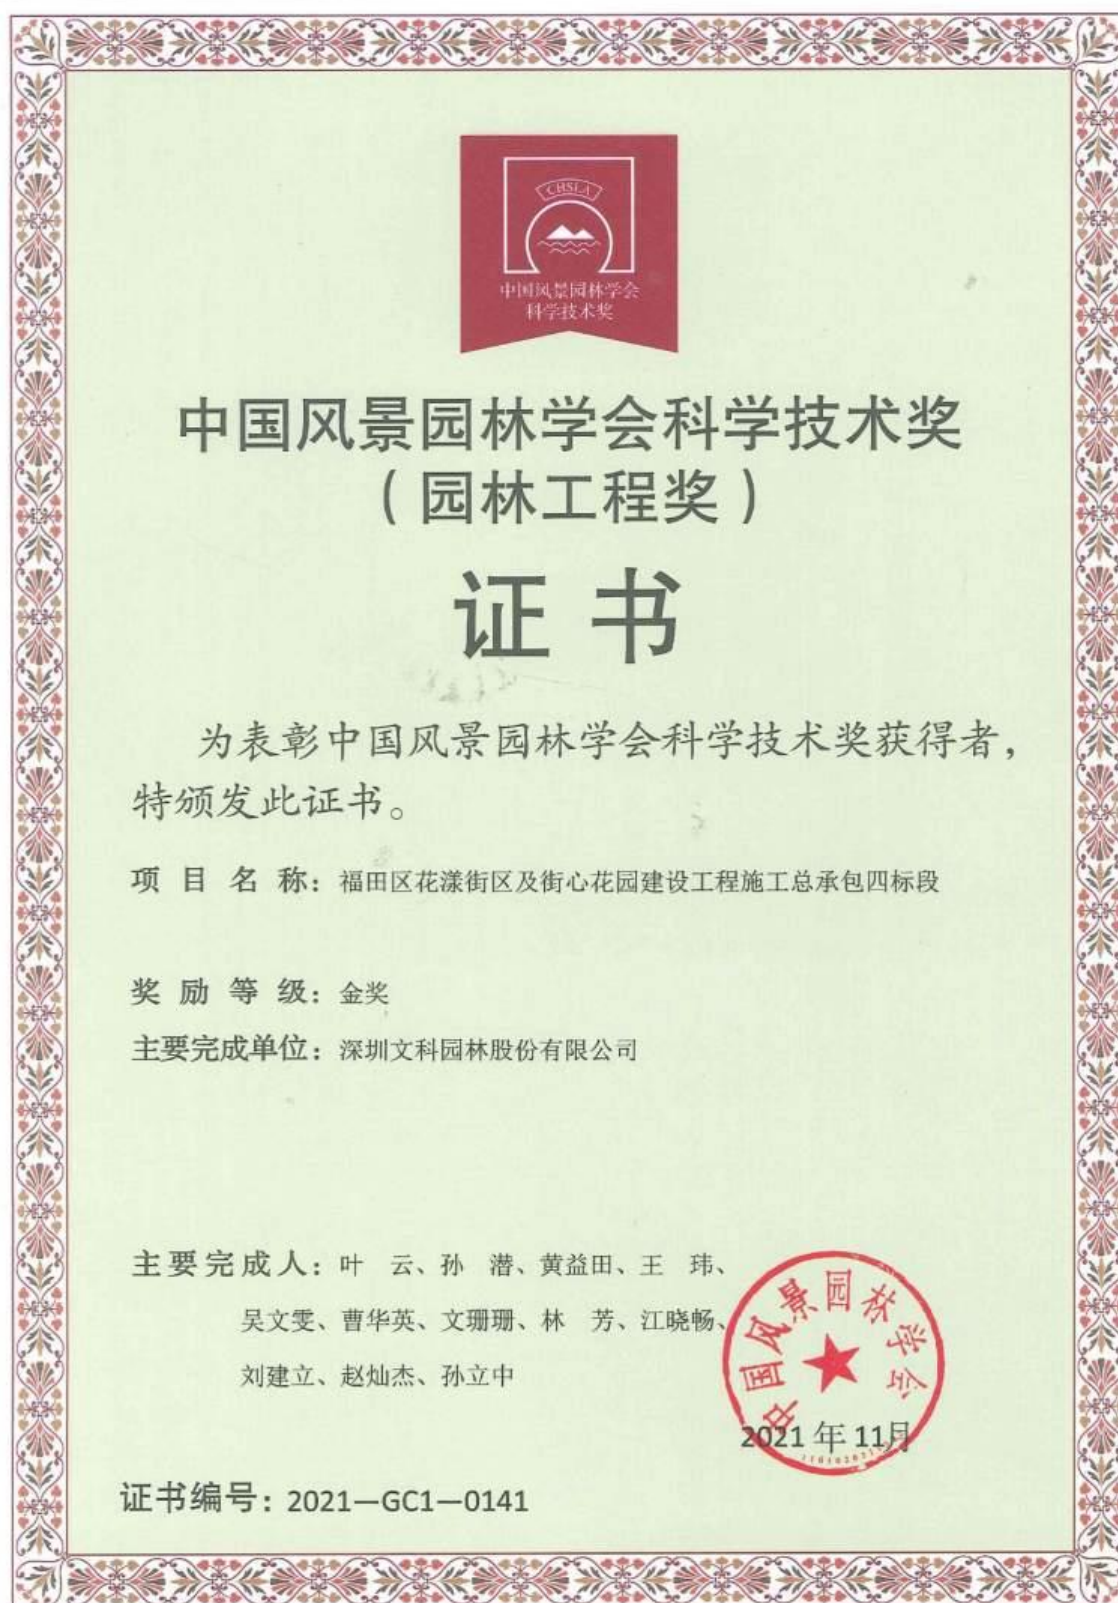 CHSLA
中国风景园林学会
科学技术奖
中国风景园林学会科学技术奖
（园林工程奖）
证书
为表彰中国风景园林学会科学技术奖获得者，
特颁发此证书。
项目名称：福田区花漾街区及街心花园建设工程施工总承包四标段
奖励等级：金奖
主要完成单位：深圳文科园林股份有限公司
主要完成人：叶 云、孙 潜、黄益田、王 玮、
吴文雯、曹华英、文珊珊、林 芳、江晓畅、
刘建立、赵灿杰、孙立中
中国风景园林学会
2021年11月
证书编号：2021—GC1—0141